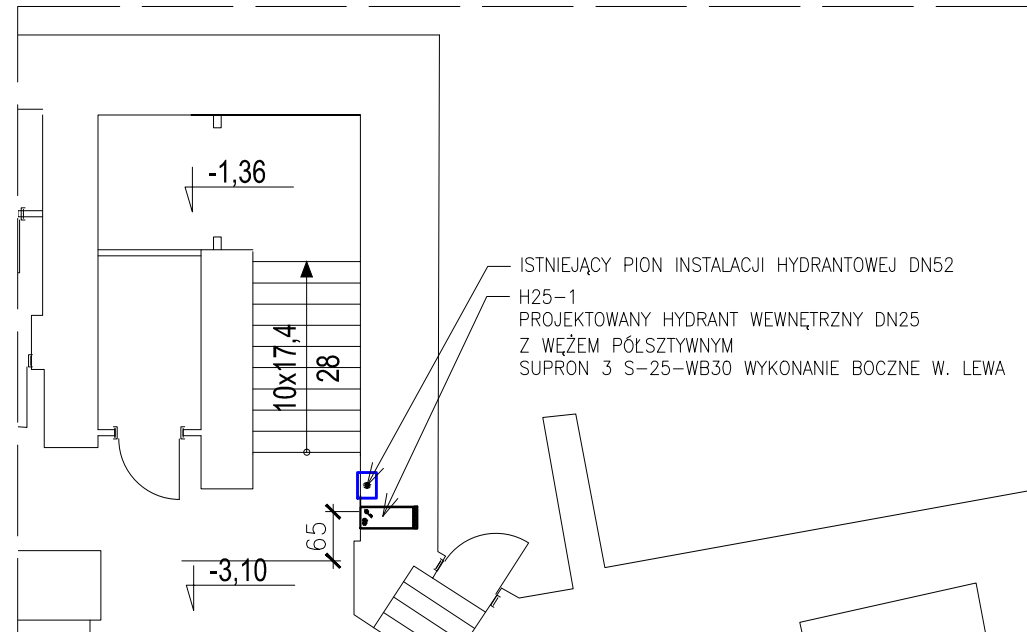 -1,36
ISTNIEJĄCY PION INSTALACJI HYDRANTOWEJ DN52
H25-1
PROJEKTOWANY HYDRANT WEWNĘTRZNY DN25
Z WĘŻEM PÓŁSZTYWNYM
SUPRON 3 S-25-WB30 WYKONANIE BOCZNE W. LEWA
10x17,4
28
65
-3,10